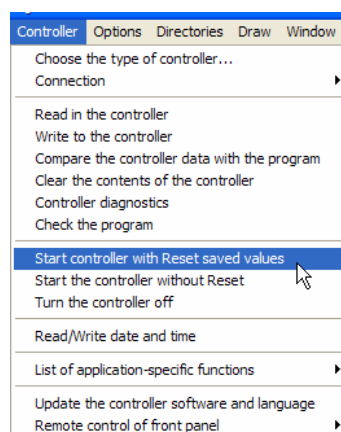 Controller Options Directories Draw Window
Choose the type of controller...
Connection
Read in the controller
Write to the controller
Compare the controller data with the program
Clear the contents of the controller
Controller diagnostics
Check the program
Start controller with Reset saved values
Start the controller without Reset
Turn the controller off
Read/Write date and time
List of application-specific functions
Update the controller software and language
Remote control of front panel